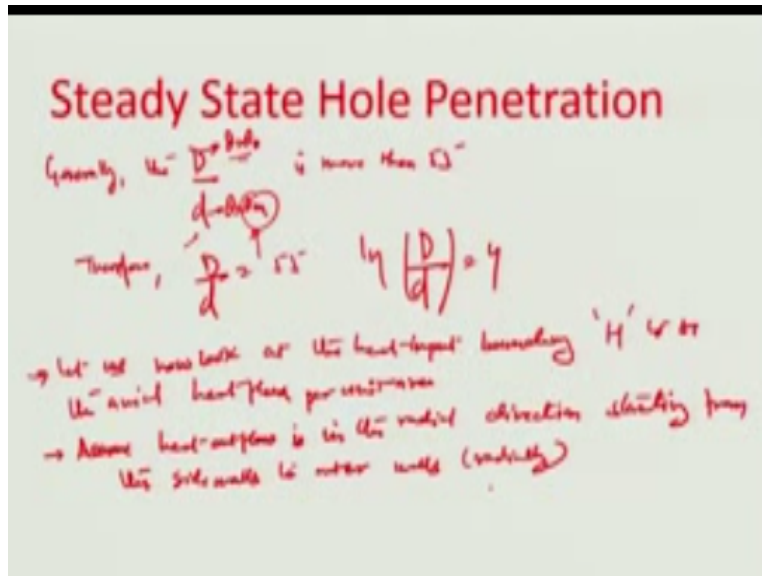 Steady State Hole Penetration
Generally, the D is more than 55
d
Therefore, D/d = 55 ln (D/d) = 4
→ Let us now look at the heat-input boundary 'H' is
the axial heat flux per unit area
→ Assume heat-outflow is in the radial direction starting from
the side walls to outer walls (radially)